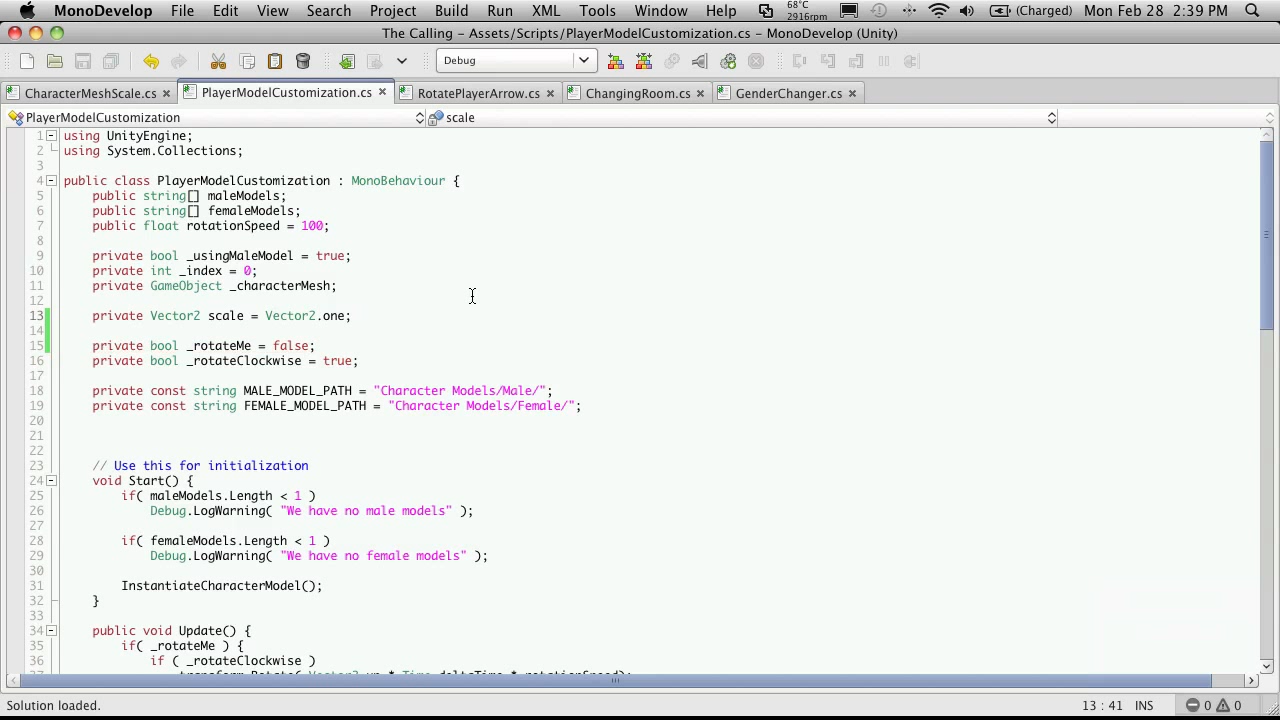 MonoDevelop File Edit View Search Project Build Run XML Tools Window Help 68°C 2916rpm (Charged) Mon Feb 28 2:39 PM
The Calling - Assets/Scripts/PlayerModelCustomization.cs - MonoDevelop (Unity)
Debug
CharacterMeshScale.cs PlayerModelCustomization.cs RotatePlayerArrow.cs ChangingRoom.cs GenderChanger.cs
PlayerModelCustomization scale
1 using UnityEngine;
2 using System.Collections;
3
4 public class PlayerModelCustomization : MonoBehaviour {
5 public string[] maleModels;
6 public string[] femaleModels;
7 public float rotationSpeed = 100;
8
9 private bool _usingMaleModel = true;
10 private int _index = 0;
11 private GameObject _characterMesh;
12
13 private Vector2 scale = Vector2.one;
14
15 private bool _rotateMe = false;
16 private bool _rotateClockwise = true;
17
18 private const string MALE_MODEL_PATH = "Character Models/Male/";
19 private const string FEMALE_MODEL_PATH = "Character Models/Female/";
20
21
22
23 // Use this for initialization
24 void Start() {
25 if( maleModels.Length < 1 )
26 Debug.LogWarning( "We have no male models" );
27
28 if( femaleModels.Length < 1 )
29 Debug.LogWarning( "We have no female models" );
30
31 InstantiateCharacterModel();
32 }
33
34 public void Update() {
35 if( _rotateMe ) {
36 if ( _rotateClockwise )
Solution loaded. 13 : 41 INS 0 0